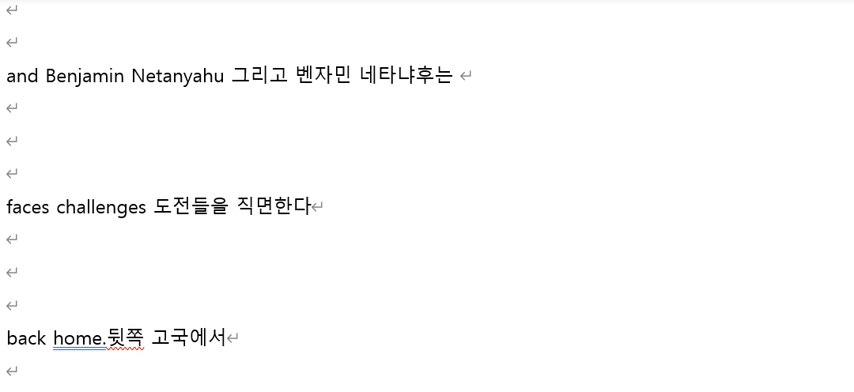 and Benjamin Netanyahu 그리고 벤자민 네타냐후는
faces challenges 도전들을 직면한다
back home.뒷쪽 고국에서